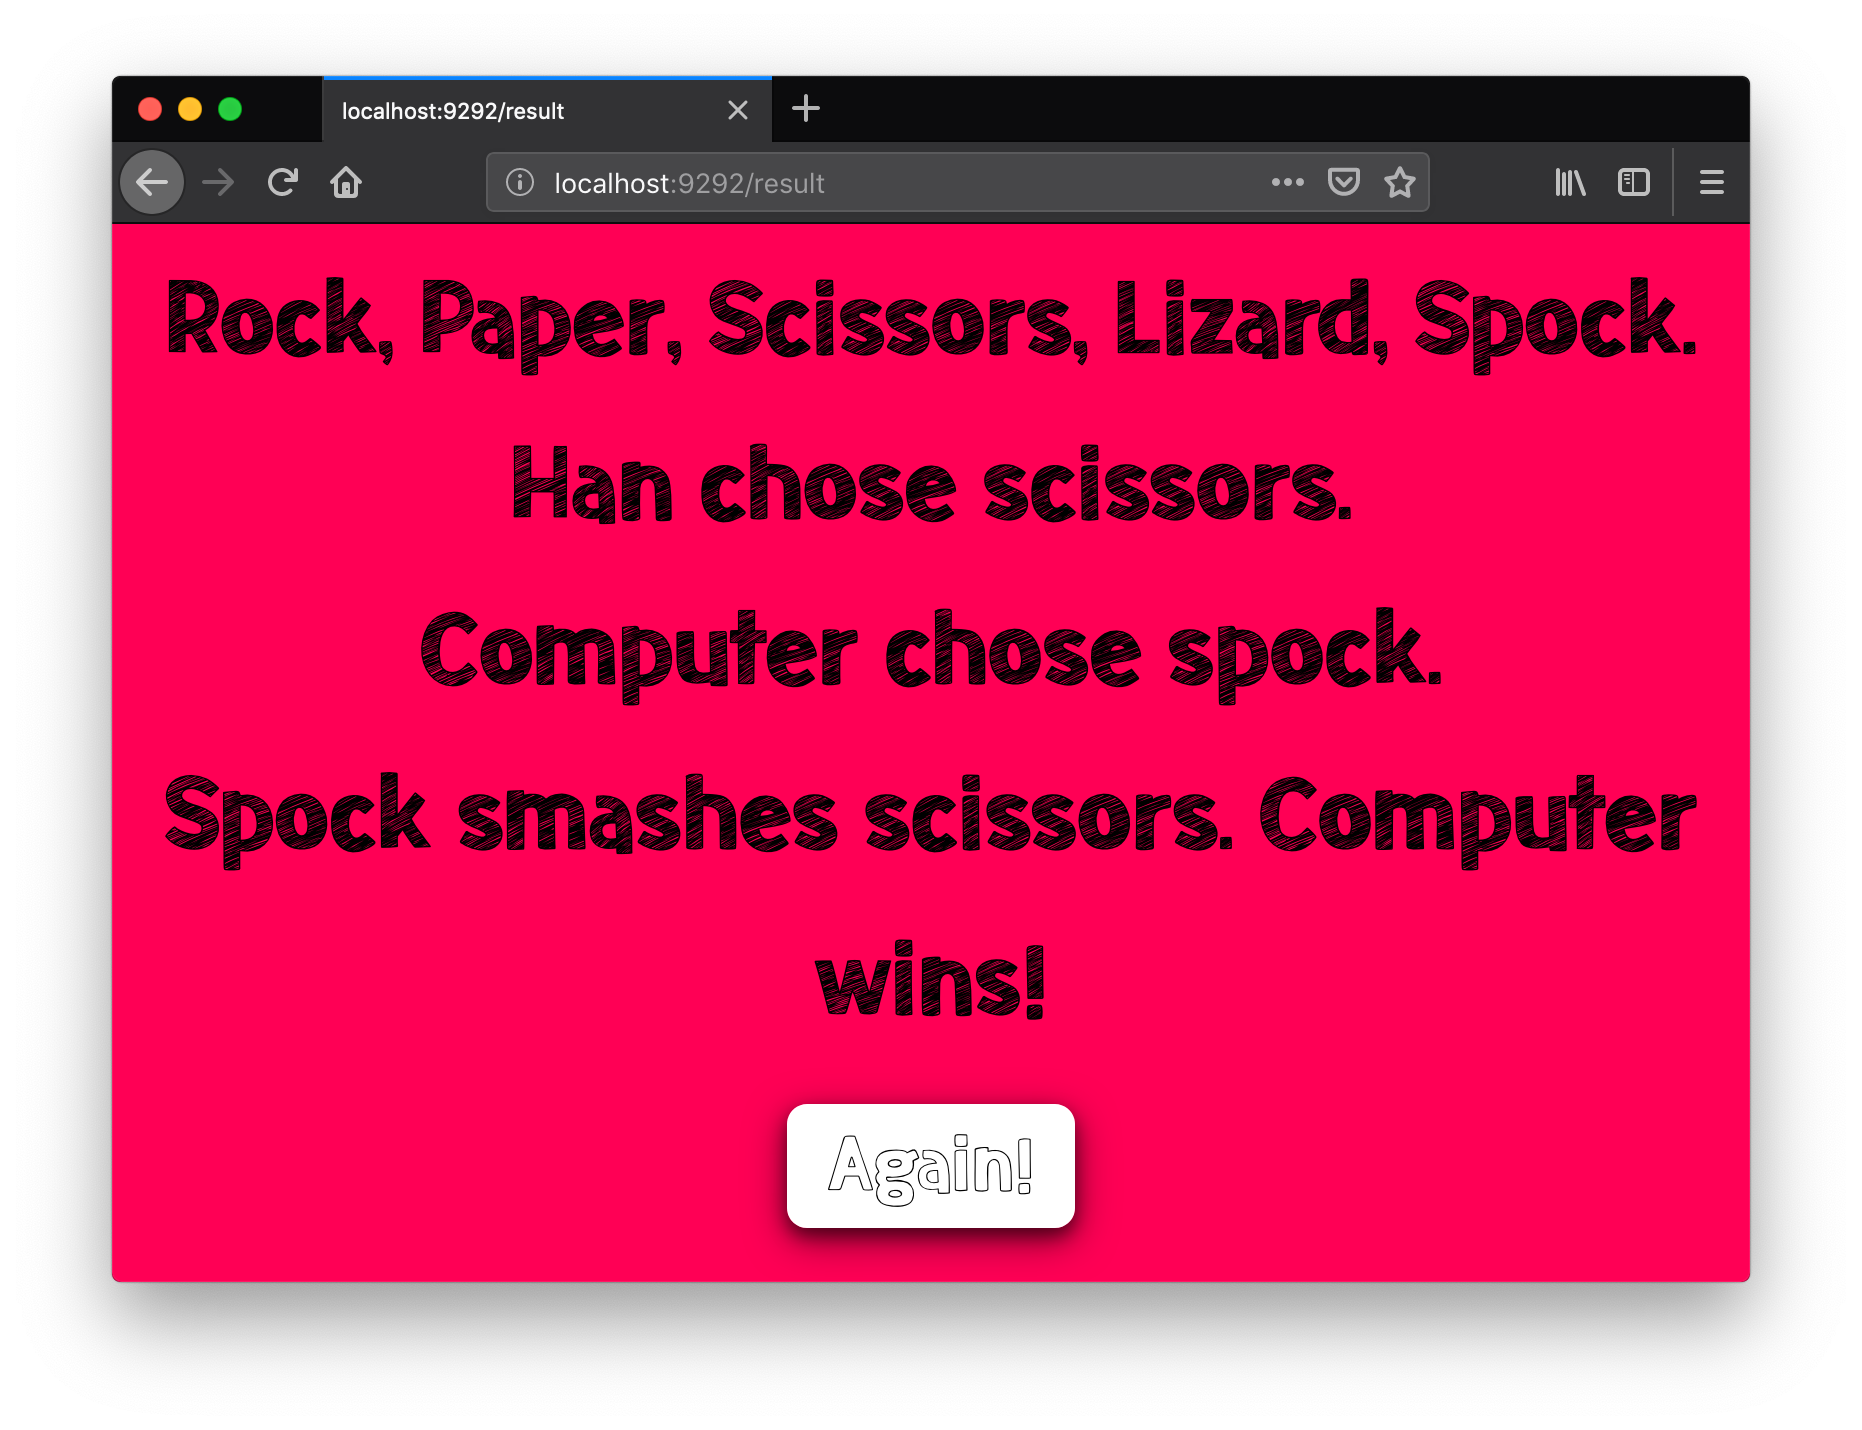 localhost:9292/result
localhost:9292/result
Rock, Paper, Scissors, Lizard, Spock.
Han chose scissors.
Computer chose spock.
Spock smashes scissors. Computer
wins!
Again!